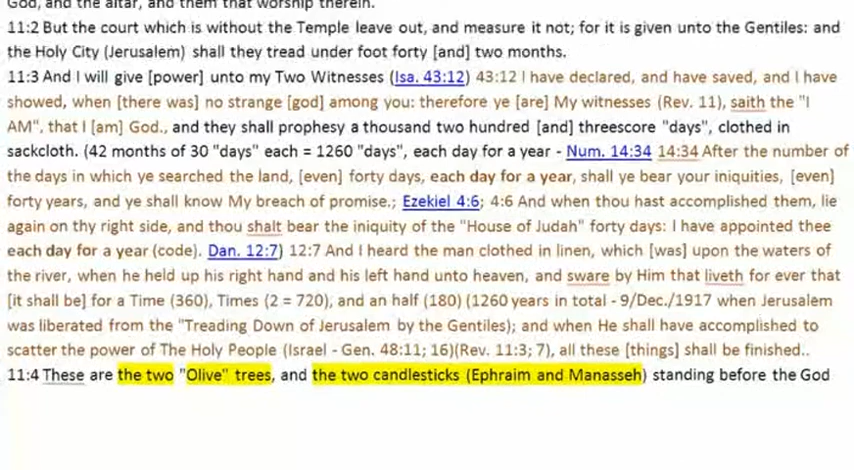 God, and the altar, and them that worship therein.
11:2 But the court which is without the Temple leave out, and measure it not; for it is given unto the Gentiles: and
the Holy City (Jerusalem) shall they tread under foot forty [and] two months.
11:3 And I will give [power] unto my Two Witnesses (Isa. 43:12) 43:12 I have declared, and have saved, and I have
showed, when [there was] no strange [god] among you: therefore ye [are] My witnesses (Rev. 11), saith the "I
AM", that I [am] God., and they shall prophesy a thousand two hundred [and] threescore "days", clothed in
sackcloth. (42 months of 30 "days" each = 1260 "days", each day for a year - Num. 14:34 14:34 After the number of
the days in which ye searched the land, [even] forty days, each day for a year, shall ye bear your iniquities, [even]
forty years, and ye shall know My breach of promise.; Ezekiel 4:6; 4:6 And when thou hast accomplished them, lie
again on thy right side, and thou shalt bear the iniquity of the "House of Judah" forty days: I have appointed thee
each day for a year (code). Dan. 12:7) 12:7 And I heard the man clothed in linen, which [was] upon the waters of
the river, when he held up his right hand and his left hand unto heaven, and sware by Him that liveth for ever that
[it shall be] for a Time (360), Times (2 = 720), and an half (180) (1260 years in total - 9/Dec./1917 when Jerusalem
was liberated from the "Treading Down of Jerusalem by the Gentiles); and when He shall have accomplished to
scatter the power of The Holy People (Israel - Gen. 48:11; 16)(Rev. 11:3; 7), all these [things] shall be finished..
11:4 These are the two "Olive" trees, and the two candlesticks (Ephraim and Manasseh) standing before the God